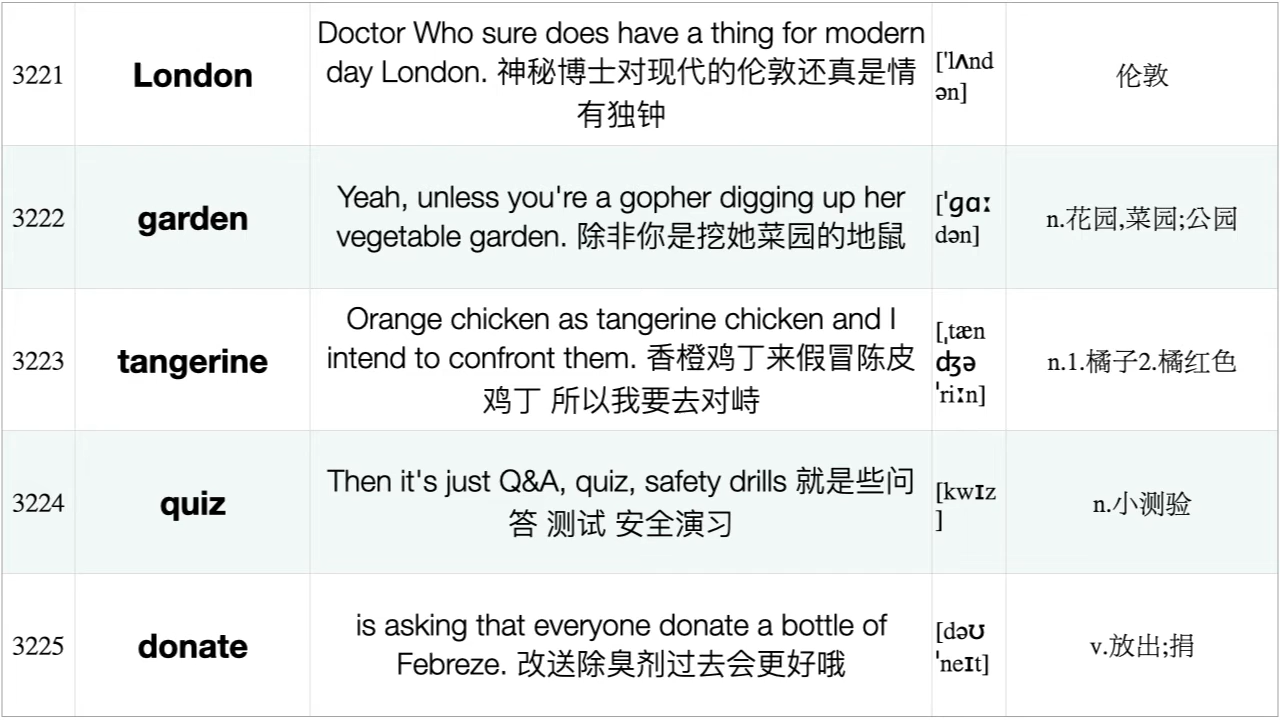 3221
London
Doctor Who sure does have a thing for modern
day London. 神秘博士对现代的伦敦还真是情
有独钟
[ˈlʌnd
ən]
伦敦
3222
garden
Yeah, unless you're a gopher digging up her
vegetable garden. 除非你是挖她菜园的地鼠
[ˈɡɑː
dən]
n.花园,菜园;公园
3223
tangerine
Orange chicken as tangerine chicken and I
intend to confront them. 香橙鸡丁来假冒陈皮
鸡丁 所以我要去对峙
[ˌtæn
ʤə
ˈriːn]
n.1.橘子2.橘红色
3224
quiz
Then it's just Q&A, quiz, safety drills 就是些问
答 测试 安全演习
[kwɪz
]
n.小测验
3225
donate
is asking that everyone donate a bottle of
Febreze. 改送除臭剂过去会更好哦
[dəʊ
ˈneɪt]
v.放出;捐